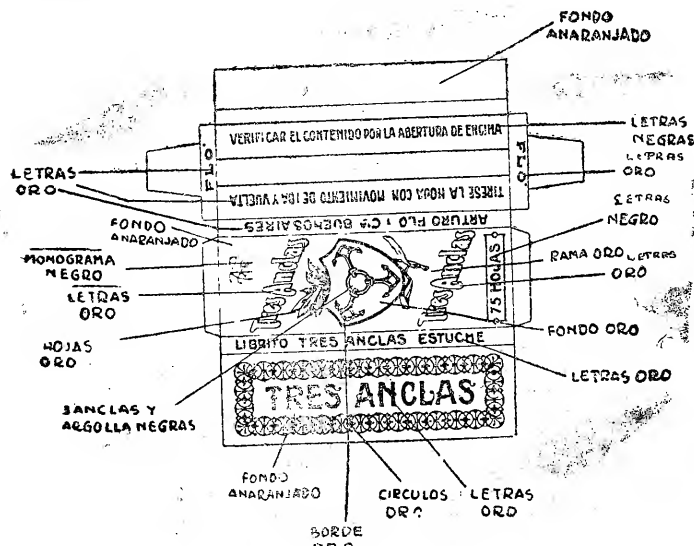 FONDO
ANARANJADO
VERIFICAR EL CONTENIDO POR LA ABERTURA DE ENCIMA
LETRAS
NEGRAS
LETRAS
ORO
FLO
FLO
LETRAS
ORO
TIRESE LA HOJA CON MOVIMIENTO DE IDA Y VUELTA
ARTURO FLO Y Cª BUENOS AIRES
LETRAS
NEGRO
FONDO
ANARANJADO
MONOGRAMA
NEGRO
Tres Anclas
Tres Anclas
RAMA ORO
LETRAS
ORO
75 HOJAS
LETRAS
ORO
HOJAS
ORO
FONDO ORO
LIBRITO TRES ANCLAS ESTUCHE
LETRAS ORO
TRES ANCLAS
3 ANCLAS Y
ARGOLLA NEGRAS
FONDO
ANARANJADO
CIRCULOS
ORO
LETRAS
ORO
BORDE
ORO